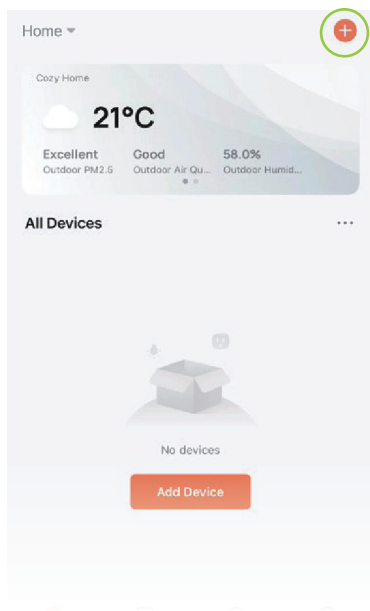 Home
Cozy Home
21°C
Excellent Good 58.0%
Outdoor PM2.5 Outdoor Air Qu... Outdoor Humid...
All Devices
No devices
Add Device